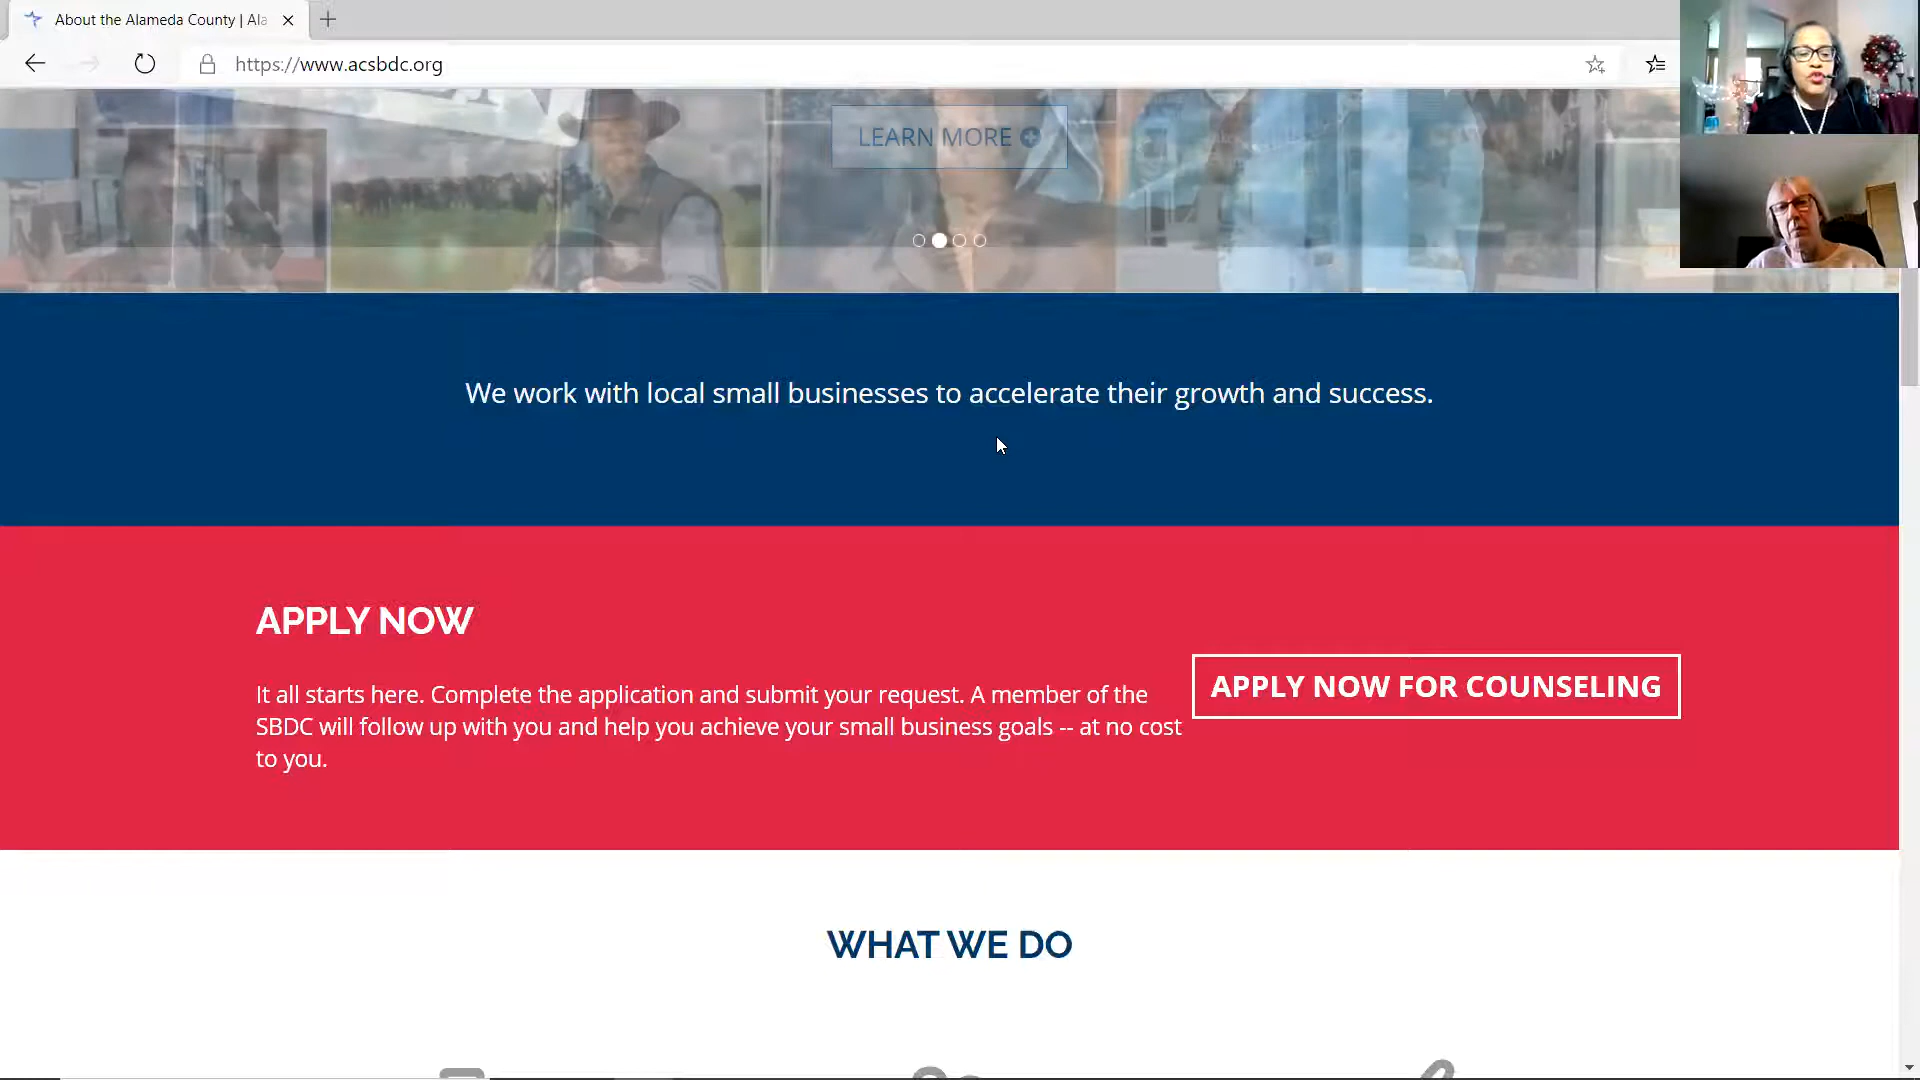 About the Alameda County | Ala
https://www.acsbdc.org
LEARN MORE
We work with local small businesses to accelerate their growth and success.
APPLY NOW
It all starts here. Complete the application and submit your request. A member of the
SBDC will follow up with you and help you achieve your small business goals -- at no cost
to you.
APPLY NOW FOR COUNSELING
WHAT WE DO